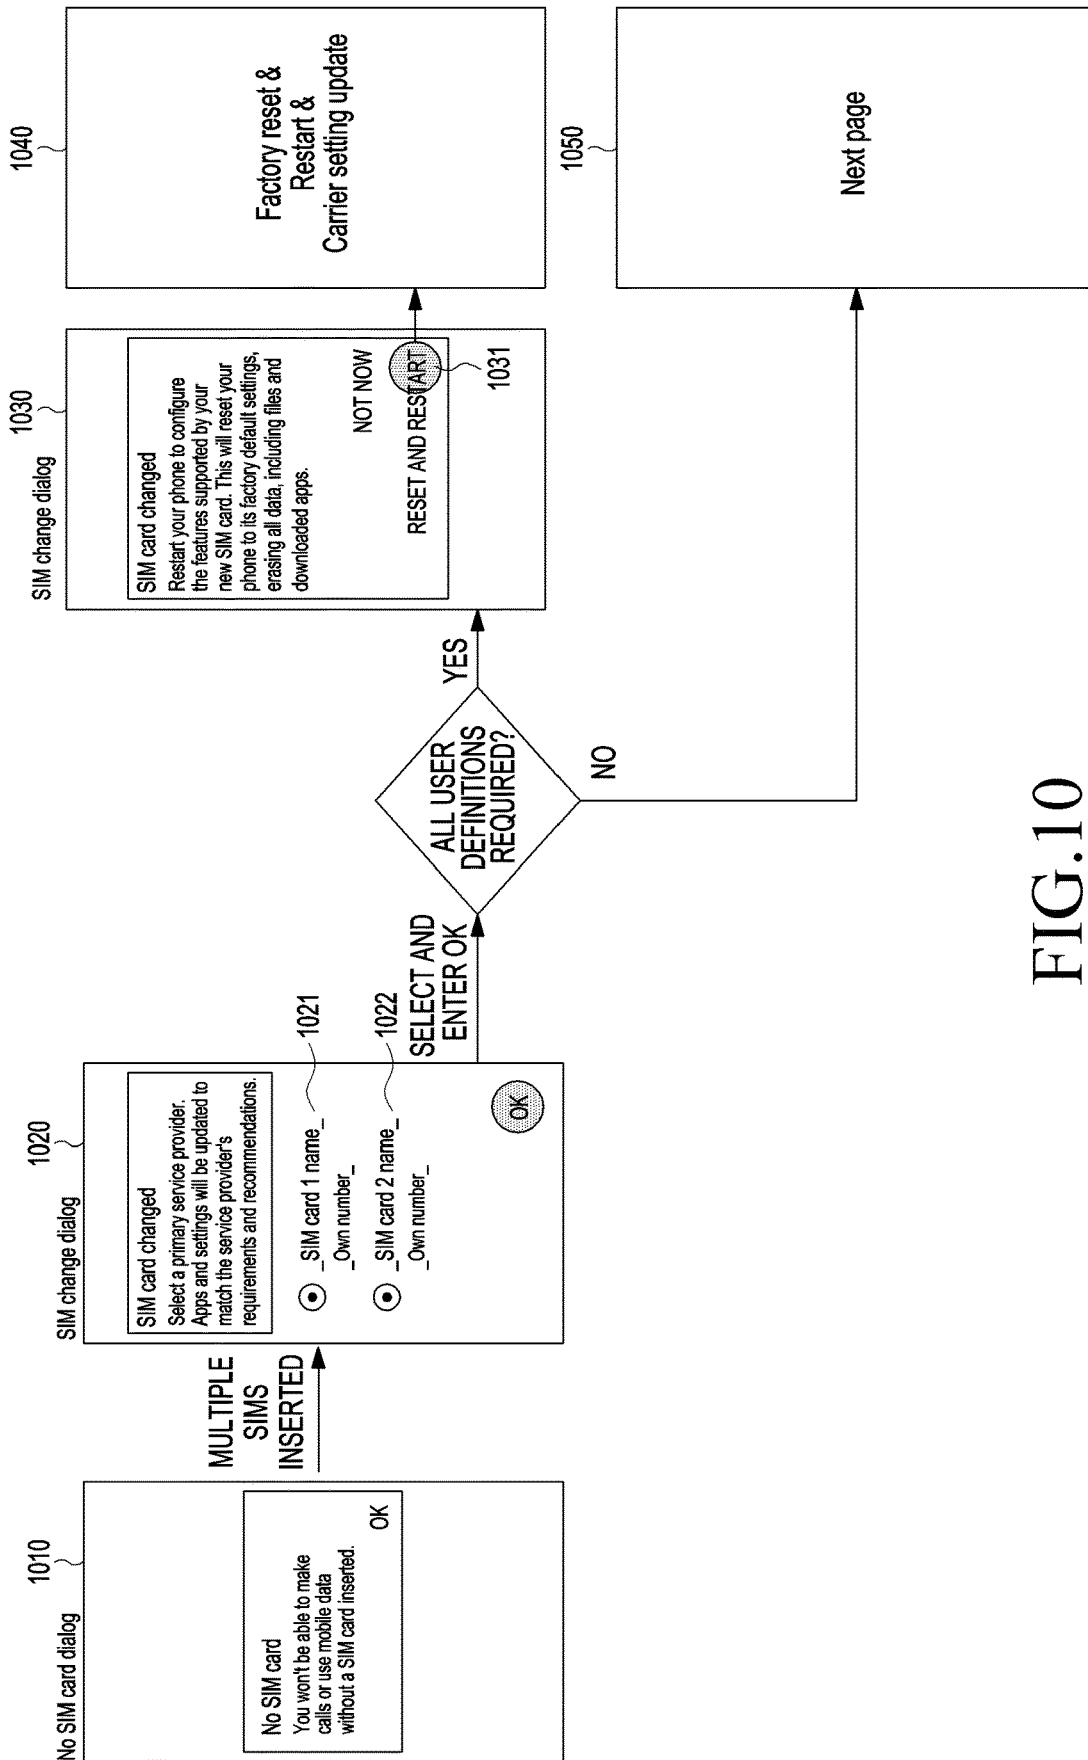 No SIM card dialog
1010
No SIM card
You won't be able to make
calls or use mobile data
without a SIM card inserted.
OK
MULTIPLE
SIMS
INSERTED
SIM change dialog
1020
SIM card changed
Select a primary service provider.
Apps and settings will be updated to
match the service provider's
requirements and recommendations.
_SIM card 1 name_
1021
_Own number_
_SIM card 2 name_
1022
_Own number_
OK
SELECT AND
ENTER OK
ALL USER
DEFINITIONS
REQUIRED?
YES
NO
SIM change dialog
1030
SIM card changed
Restart your phone to configure
the features supported by your
new SIM card. This will reset your
phone to its factory default settings,
erasing all data, including files and
downloaded apps.
NOT NOW
RESET AND RESTART
1031
1040
Factory reset &
Restart &
Carrier setting update
1050
Next page
FIG.10